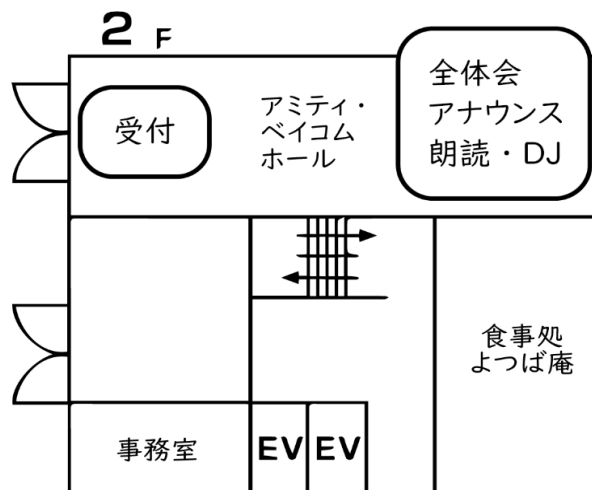 2 F
受付
アミティ・
ベイコム
ホール
全体会
アナウンス
朗読・DJ
食事処
よつば庵
事務室
EV
EV